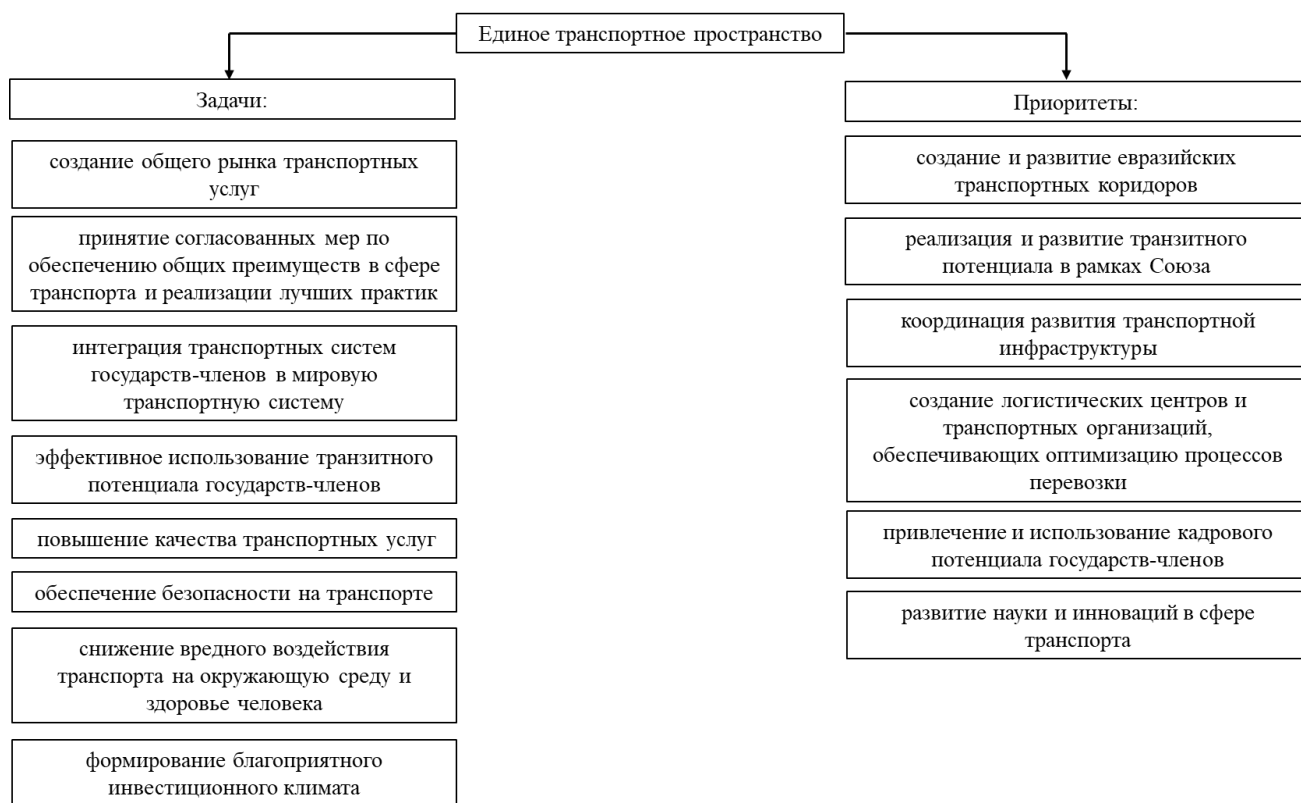 Единое транспортное пространство
Задачи:
создание общего рынка транспортных
услуг
принятие согласованных мер по
обеспечению общих преимуществ в сфере
транспорта и реализации лучших практик
интеграция транспортных систем
государств-членов в мировую
транспортную систему
эффективное использование транзитного
потенциала государств-членов
повышение качества транспортных услуг
обеспечение безопасности на транспорте
снижение вредного воздействия
транспорта на окружающую среду и
здоровье человека
формирование благоприятного
инвестиционного климата
Приоритеты:
создание и развитие евразийских
транспортных коридоров
реализация и развитие транзитного
потенциала в рамках Союза
координация развития транспортной
инфраструктуры
создание логистических центров и
транспортных организаций,
обеспечивающих оптимизацию процессов
перевозки
привлечение и использование кадрового
потенциала государств-членов
развитие науки и инноваций в сфере
транспорта